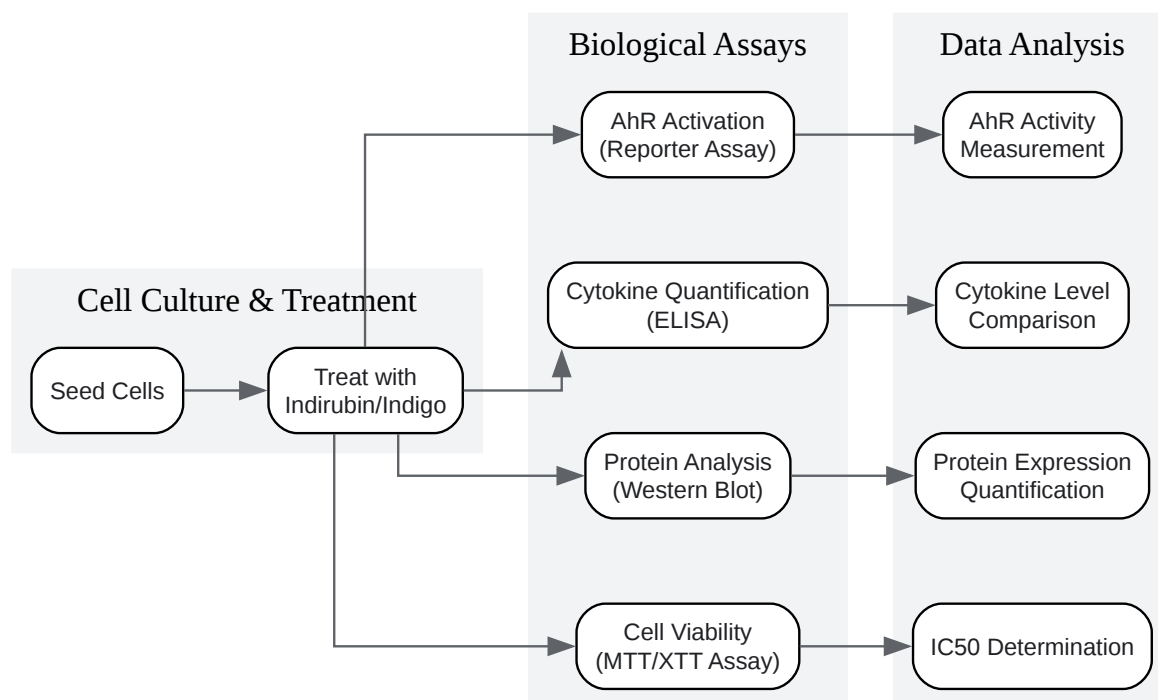 Biological Assays
Data Analysis
AhR Activation
(Reporter Assay)
AhR Activity
Measurement
Cell Culture & Treatment
Cytokine Quantification
(ELISA)
Cytokine Level
Comparison
Seed Cells
Treat with
Indirubin/Indigo
Protein Analysis
(Western Blot)
Protein Expression
Quantification
Cell Viability
(MTT/XTT Assay)
IC50 Determination